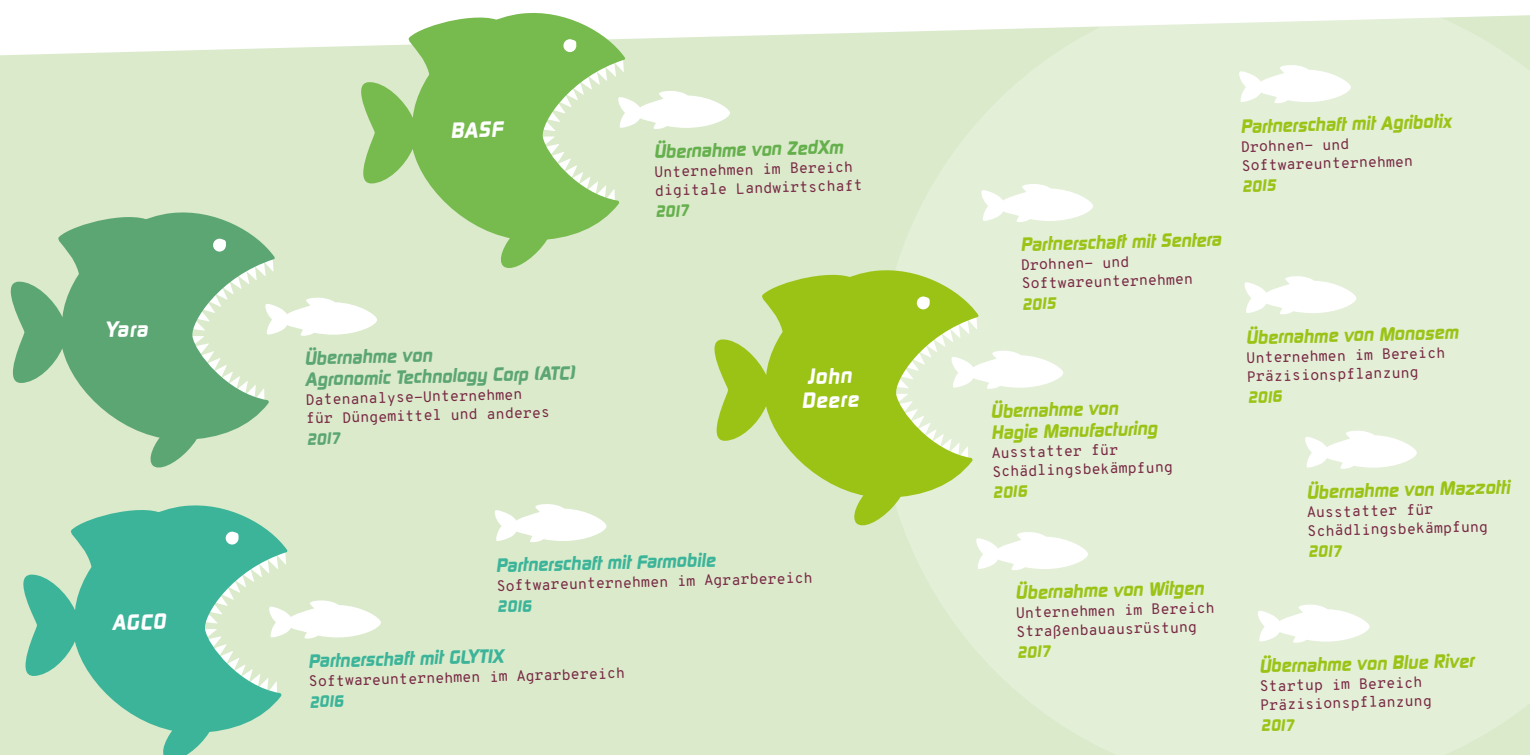 BASF
Übernahme von ZedXm
Unternehmen im Bereich
digitale Landwirtschaft
2017
Yara
Übernahme von
Agronomic Technology Corp (ATC)
Datenanalyse-Unternehmen
für Düngemittel und anderes
2017
AGCO
Partnerschaft mit Farmobile
Softwareunternehmen im Agrarbereich
2016
Partnerschaft mit GLYTIX
Softwareunternehmen im Agrarbereich
2016
John
Deere
Partnerschaft mit Agribotix
Drohnen- und
Softwareunternehmen
2015
Partnerschaft mit Sentera
Drohnen- und
Softwareunternehmen
2015
Übernahme von Monosem
Unternehmen im Bereich
Präzisionspflanzung
2016
Übernahme von
Hagie Manufacturing
Ausstatter für
Schädlingsbekämpfung
2016
Übernahme von Mazzotti
Ausstatter für
Schädlingsbekämpfung
2017
Übernahme von Witgen
Unternehmen im Bereich
Straßenbauausrüstung
2017
Übernahme von Blue River
Startup im Bereich
Präzisionspflanzung
2017